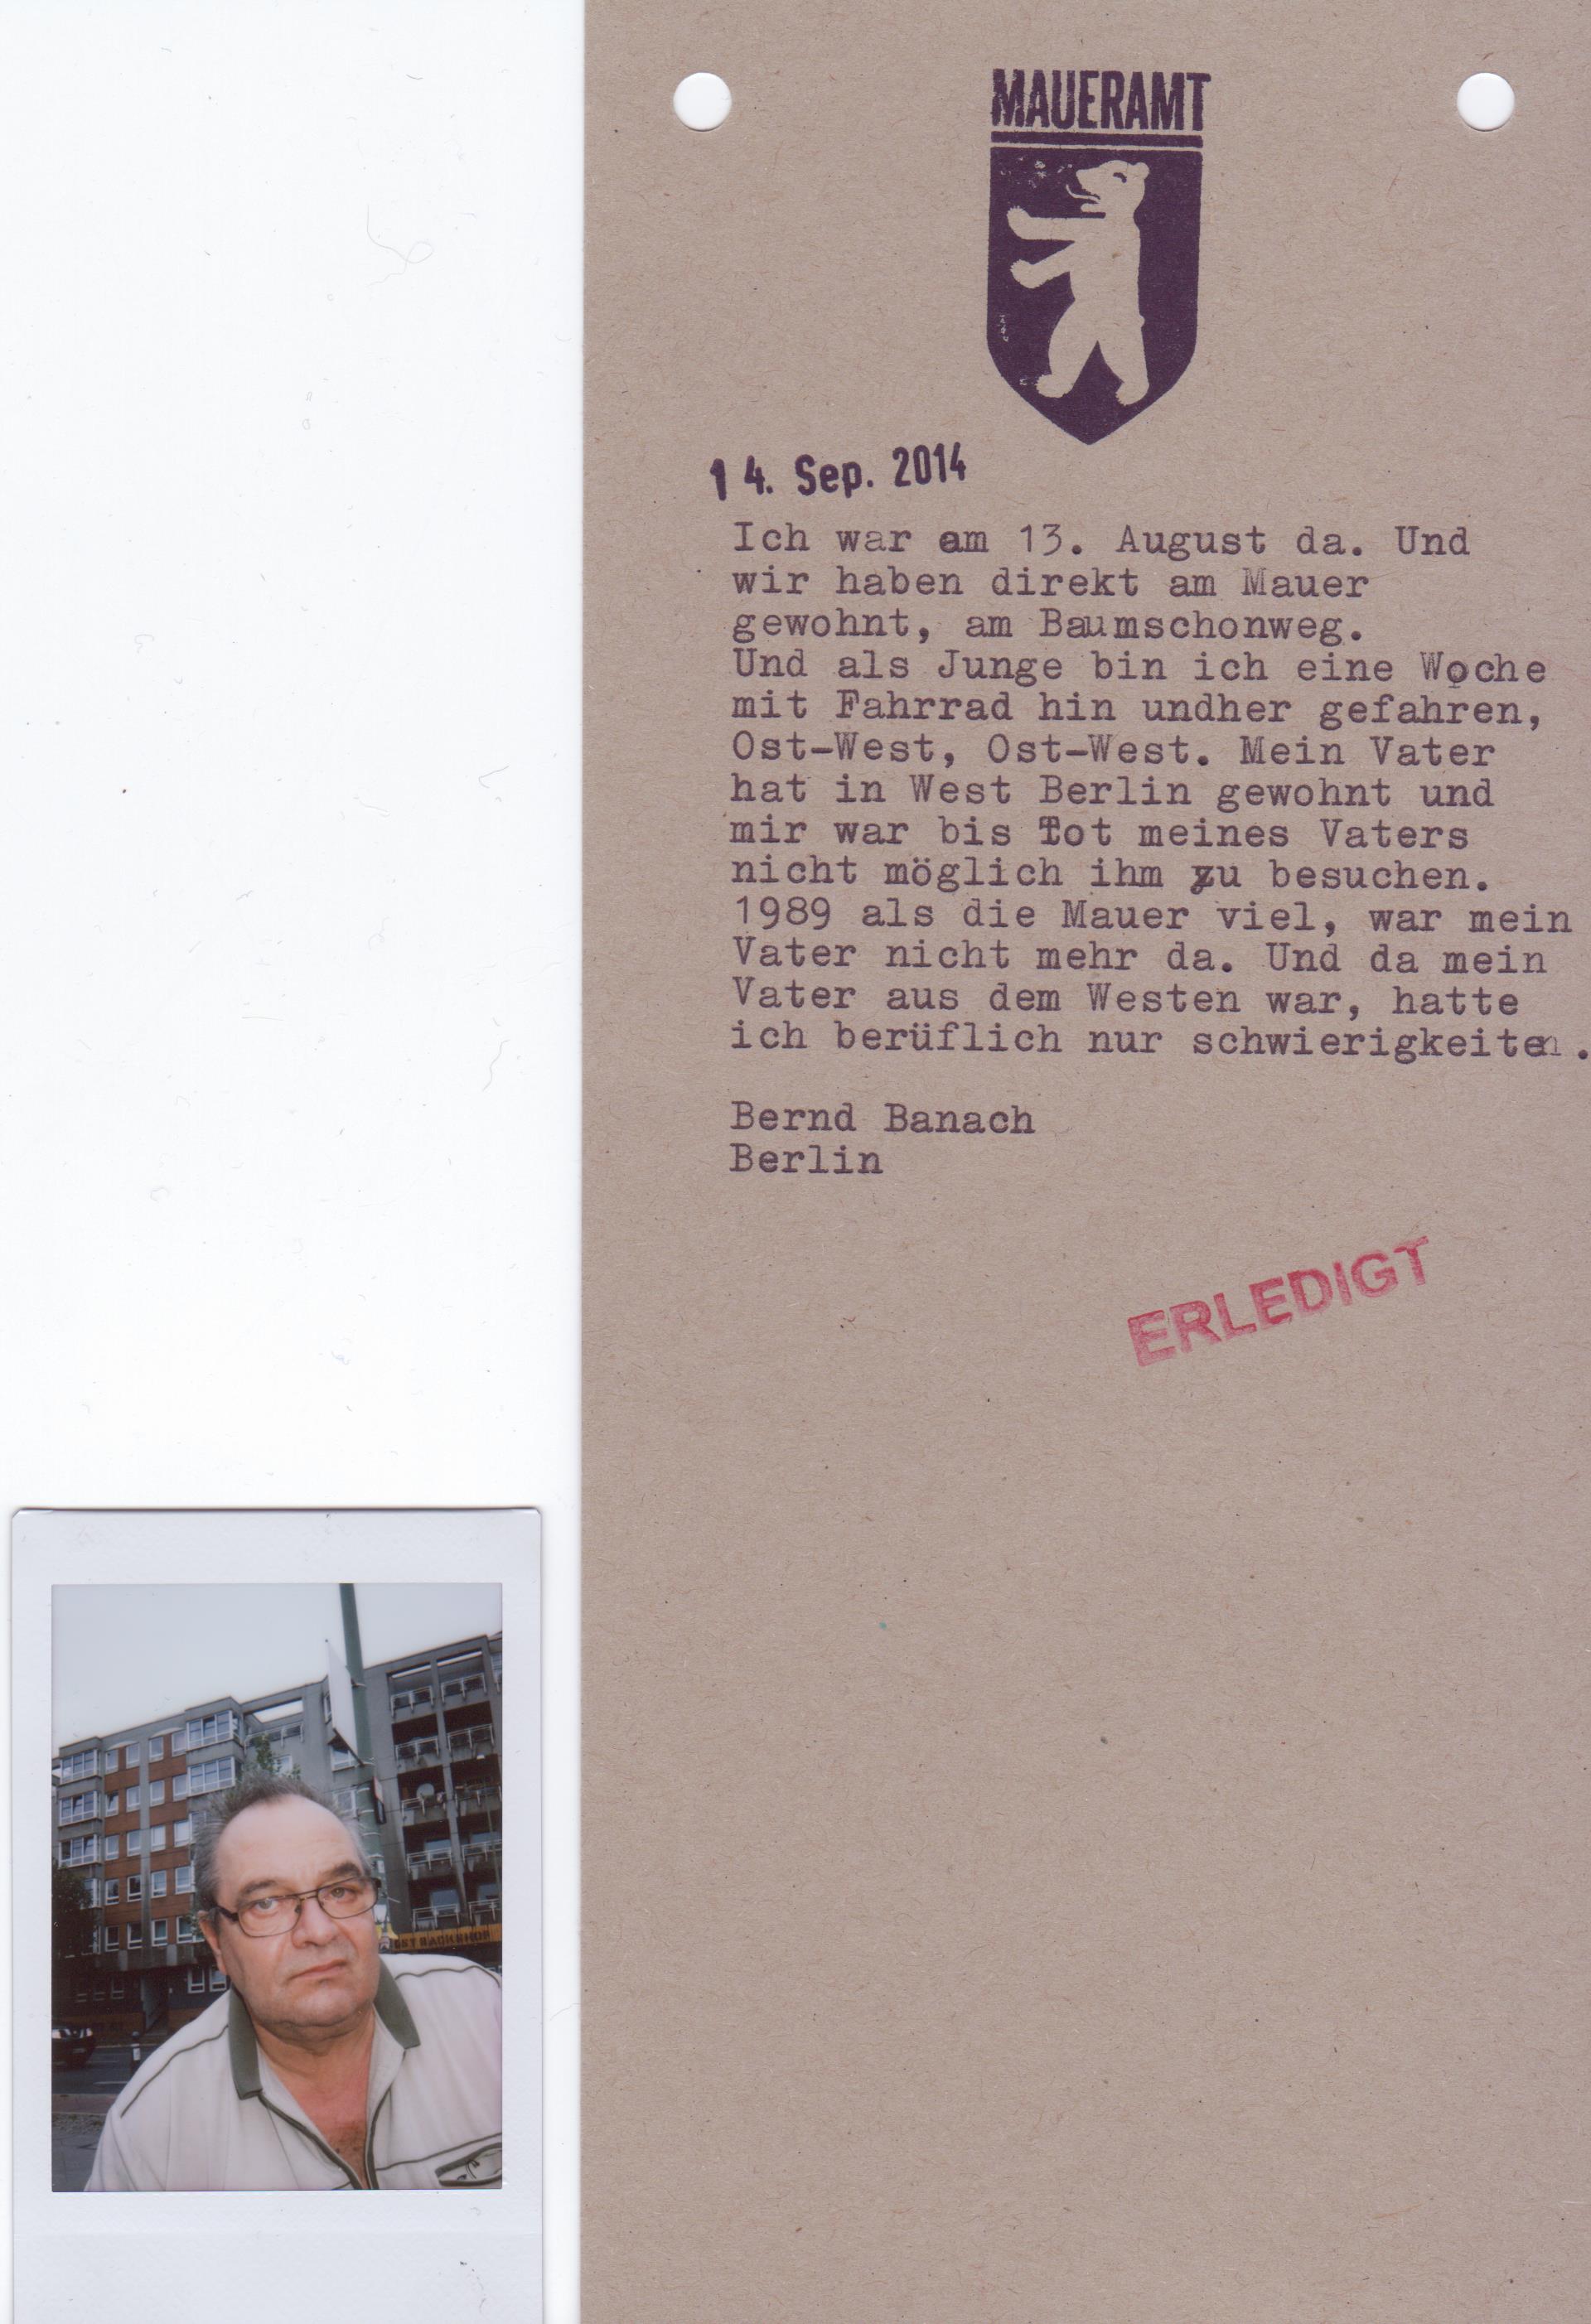 MAUERAMT
14. Sep. 2014
Ich war am 13. August da. Und
wir haben direkt am Mauer
gewohnt, am Baumschonweg.
Und als Junge bin ich eine Woche
mit Fahrrad hin undher gefahren,
Ost-West, Ost-West. Mein Vater
hat in West Berlin gewohnt und
mir war bis Tot meines Vaters
nicht möglich ihm zu besuchen.
1989 als die Mauer viel, war mein
Vater nicht mehr da. Und da mein
Vater aus dem Westen war, hatte
ich berüflich nur schwierigkeiten.
Bernd Banach
Berlin
ERLEDIGT